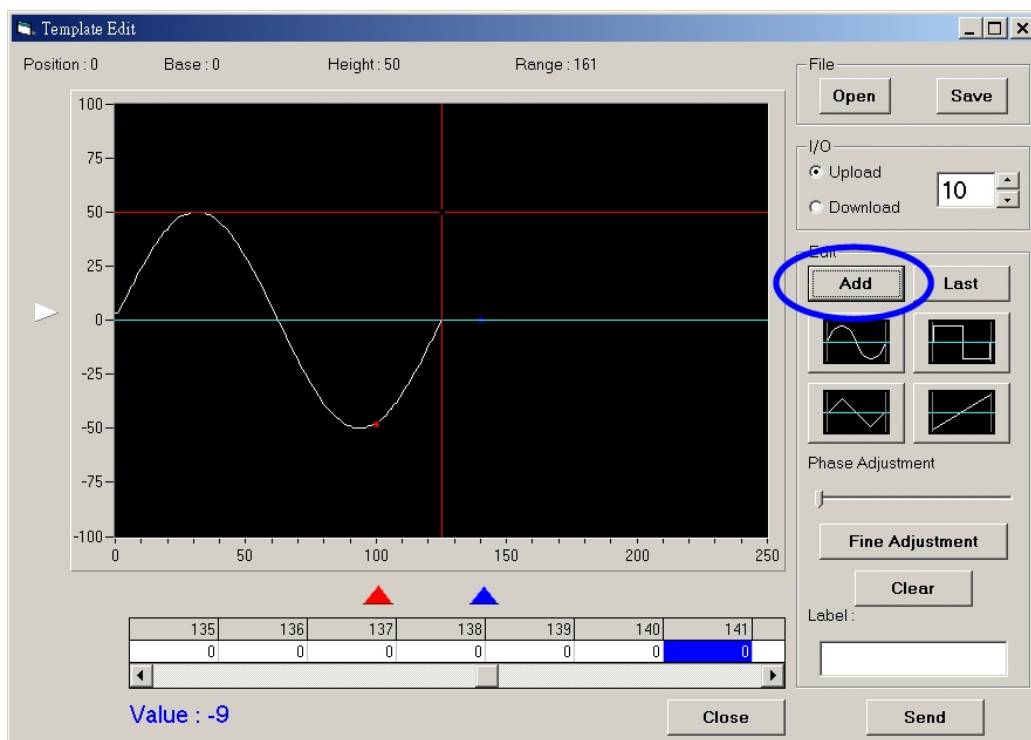 Template Edit
Position : 0 Base : 0 Height : 50 Range : 161
File
Open Save
I/O
Upload
Download
10
Edit
Add Last
Phase Adjustment
Fine Adjustment
Clear
Label :
100
75
50
25
0
-25
-50
-75
-100
0 50 100 150 200 250
135 136 137 138 139 140 141
0 0 0 0 0 0 0
Value : -9
Close Send